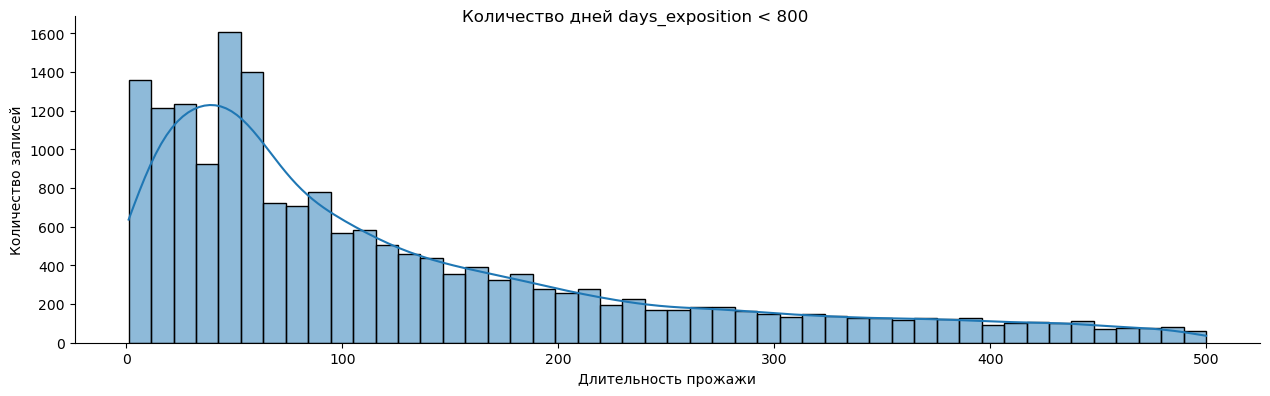 Количество дней days_exposition < 800
Количество записей
1600
1400
1200
1000
800
600
400
200
0
0 100 200 300 400 500
Длительность прожажи